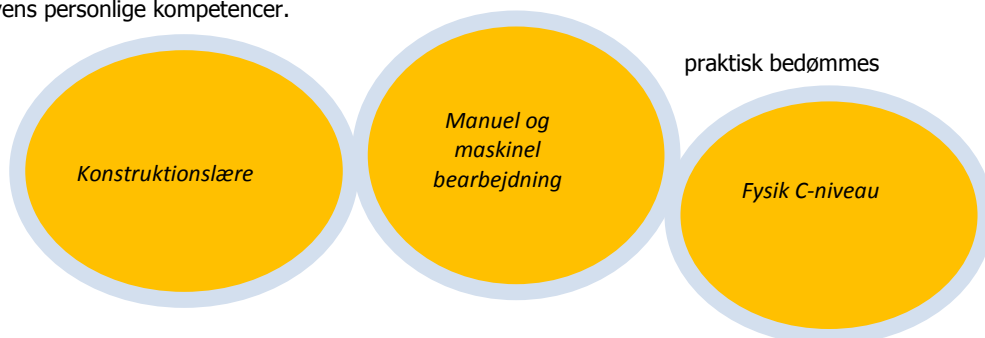 vens personlige kompetencer.
praktisk bedømmes
Konstruktionslære
Manuel og
maskinel
bearbejdning
Fysik C-niveau